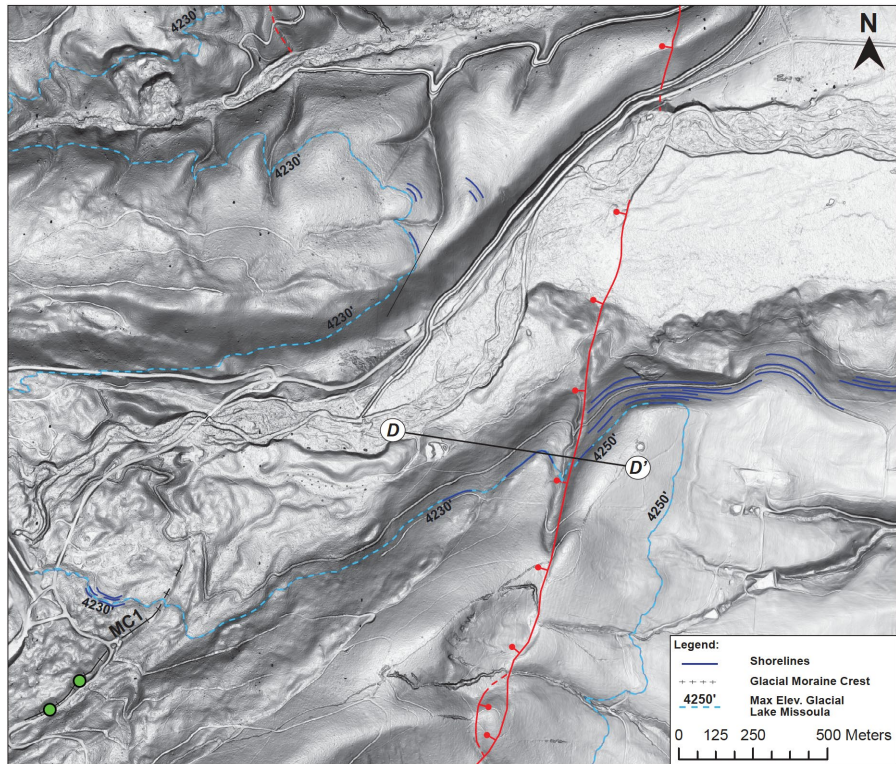 4230'
N
4230'
4230'
D
D'
4250'
4230'
4250'
4230'
MC1
Legend:
Shorelines
Glacial Moraine Crest
4250'
Max Elev. Glacial
Lake Missoula
0 125 250 500 Meters